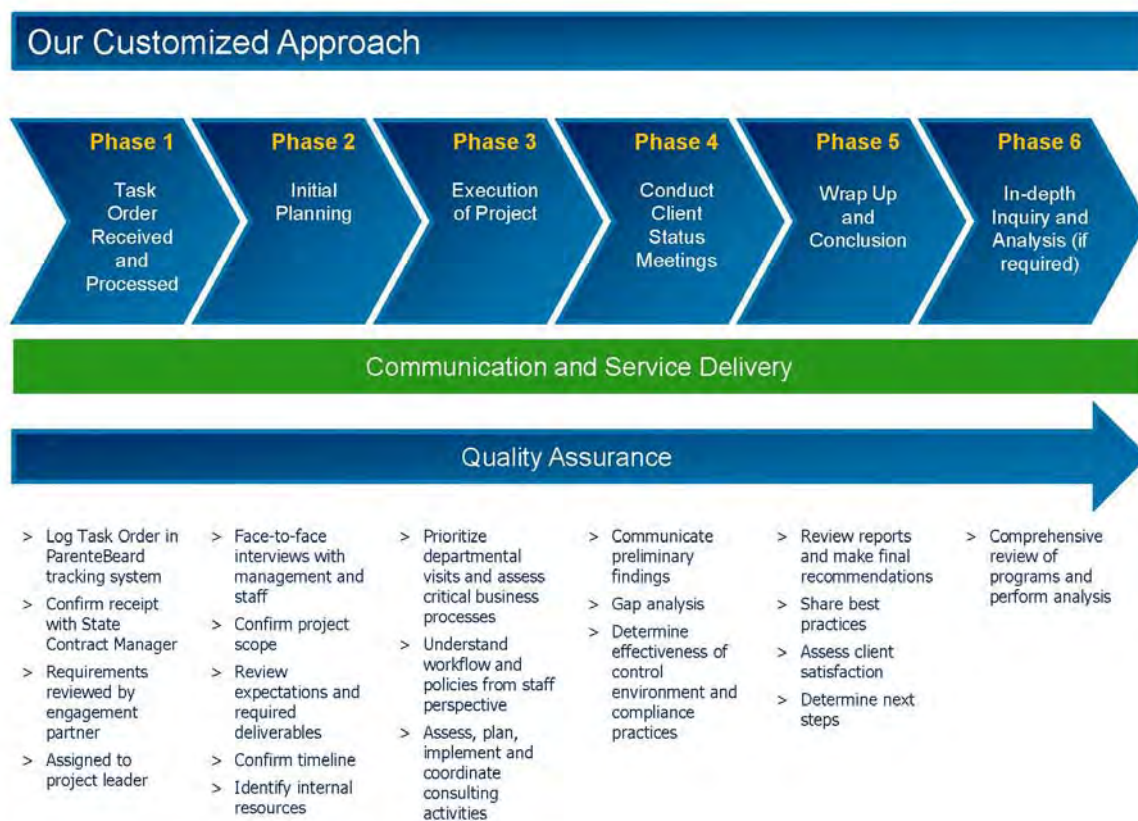 Our Customized Approach
Phase 1
Task
Order
Received
and
Processed
Phase 2
Initial
Planning
Phase 3
Execution
of Project
Phase 4
Conduct
Client
Status
Meetings
Phase 5
Wrap Up
and
Conclusion
Phase 6
In-depth
Inquiry and
Analysis (if
required)
Communication and Service Delivery
Quality Assurance
> Log Task Order in
ParenteBeard
tracking system
> Confirm receipt
with State
Contract Manager
> Requirements
reviewed by
engagement
partner
> Assigned to
project leader
> Face-to-face
interviews with
management and
staff
> Confirm project
scope
> Review
expectations and
required
deliverables
> Confirm timeline
> Identify internal
resources
> Prioritize
departmental
visits and assess
critical business
processes
> Understand
workflow and
policies from staff
perspective
> Assess, plan,
implement and
coordinate
consulting
activities
> Communicate
preliminary
findings
> Gap analysis
> Determine
effectiveness of
control
environment and
compliance
practices
> Review reports
and make final
recommendations
> Share best
practices
> Assess client
satisfaction
> Determine next
steps
> Comprehensive
review of
programs and
perform analysis